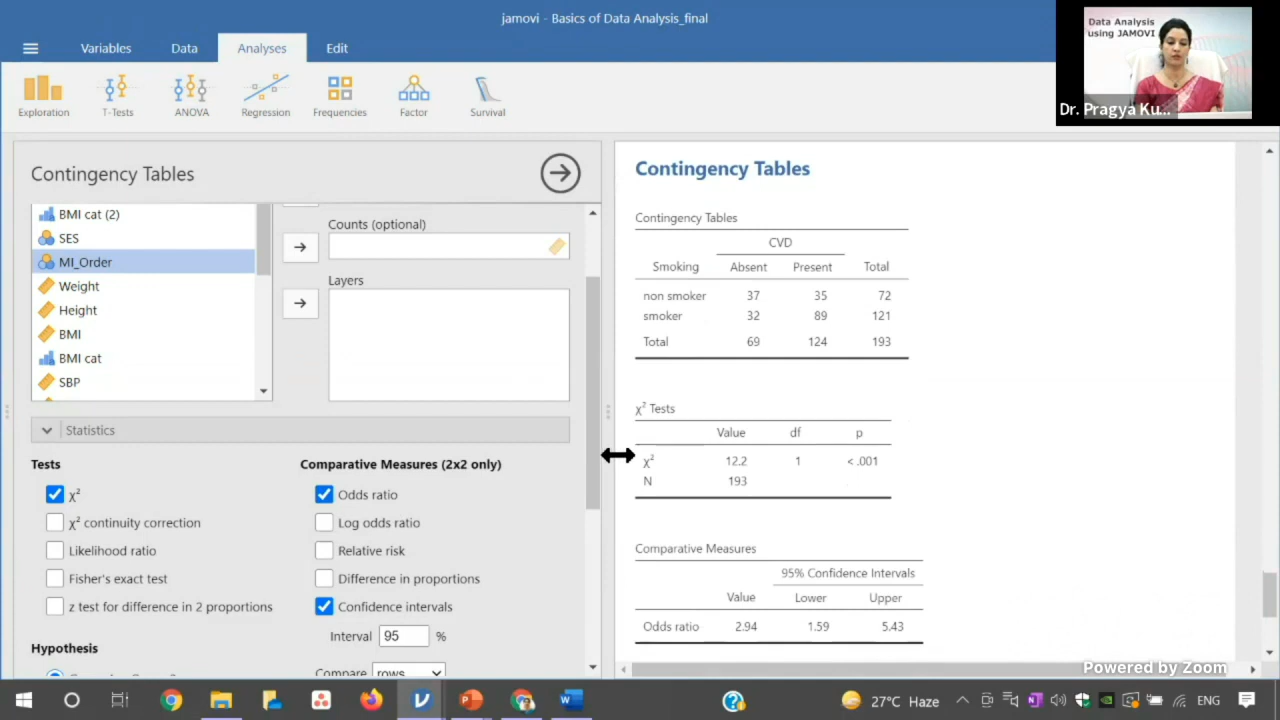 jamovi - Basics of Data Analysis_final
Variables Data Analyses Edit
Exploration T-Tests ANOVA Regression Frequencies Factor Survival
Data Analysis
using JAMOVI
Dr. Pragya Ku...
Contingency Tables
BMI cat (2)
SES
MI_Order
Weight
Height
BMI
BMI cat
SBP
Counts (optional)
Layers
Statistics
Tests
χ²
χ² continuity correction
Likelihood ratio
Fisher's exact test
z test for difference in 2 proportions
Hypothesis
Comparative Measures (2x2 only)
Odds ratio
Log odds ratio
Relative risk
Difference in proportions
Confidence intervals
Interval 95 %
Compare rows
Contingency Tables
Contingency Tables
CVD
Smoking Absent Present Total
non smoker 37 35 72
smoker 32 89 121
Total 69 124 193
χ² Tests
Value df p
χ² 12.2 1 < .001
N 193
Comparative Measures
95% Confidence Intervals
Value Lower Upper
Odds ratio 2.94 1.59 5.43
Powered by Zoom
27°C Haze ENG